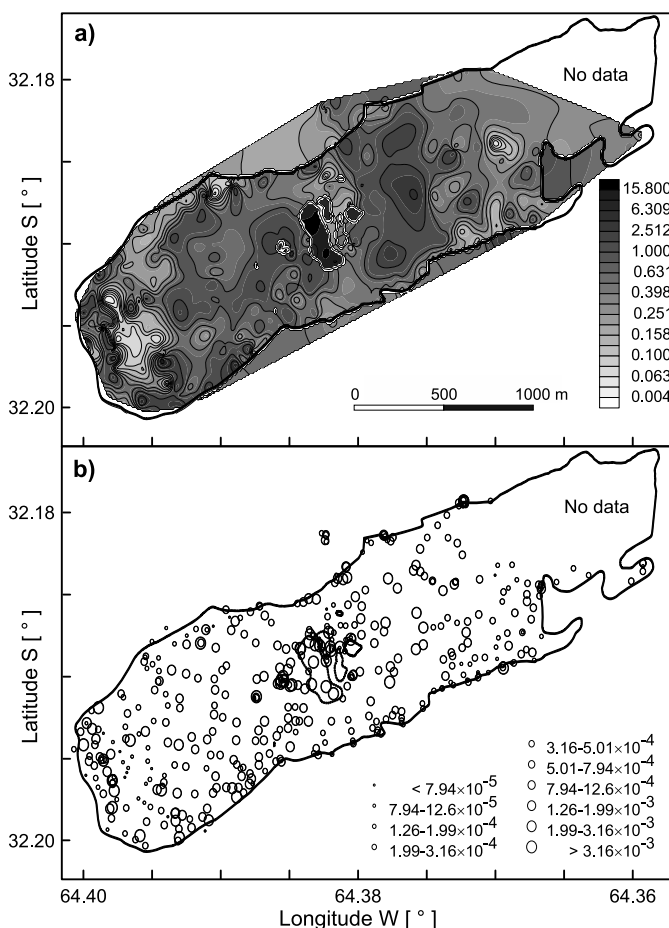 a)
32.18
No data
Latitude S [ ° ]
15.800
6.309
2.512
1.000
0.631
0.398
0.251
0.158
0.100
0.063
0.004
0 500 1000 m
32.20
b)
32.18
No data
Latitude S [ ° ]
3.16-5.01×10-4
5.01-7.94×10-4
< 7.94×10-5 7.94-12.6×10-4
7.94-12.6×10-5 1.26-1.99×10-3
1.26-1.99×10-4 1.99-3.16×10-3
1.99-3.16×10-4 > 3.16×10-3
32.20
64.40 64.38 64.36
Longitude W [ ° ]